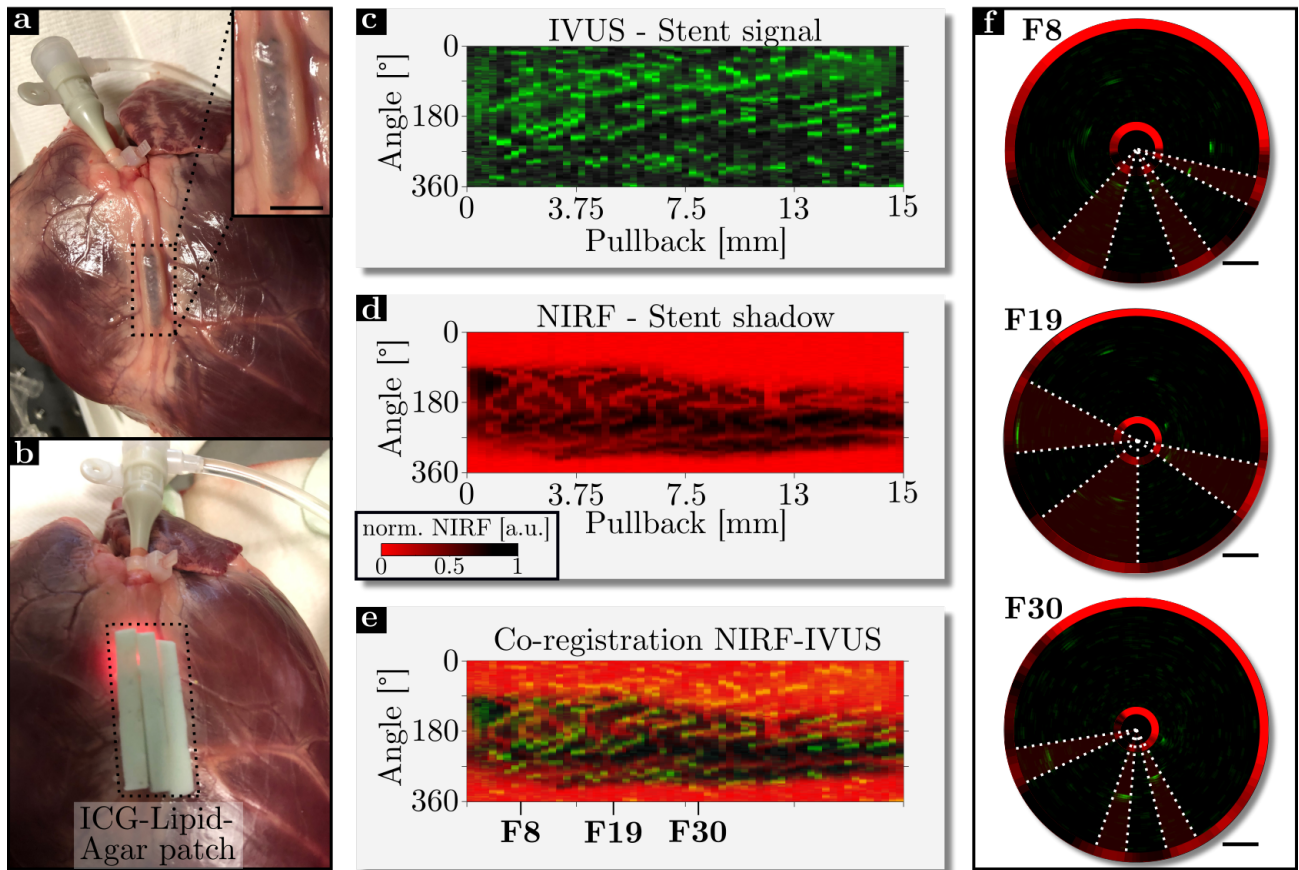 a
b
ICG-Lipid-
Agar patch
c
IVUS - Stent signal
Angle [°]
0
180
360
0 3.75 7.5 13 15
Pullback [mm]
d
NIRF - Stent shadow
Angle [°]
0
180
360
0 3.75 7.5 13 15
Pullback [mm]
norm. NIRF [a.u.]
0 0.5 1
e
Co-registration NIRF-IVUS
Angle [°]
0
180
360
F8 F19 F30
f
F8
F19
F30